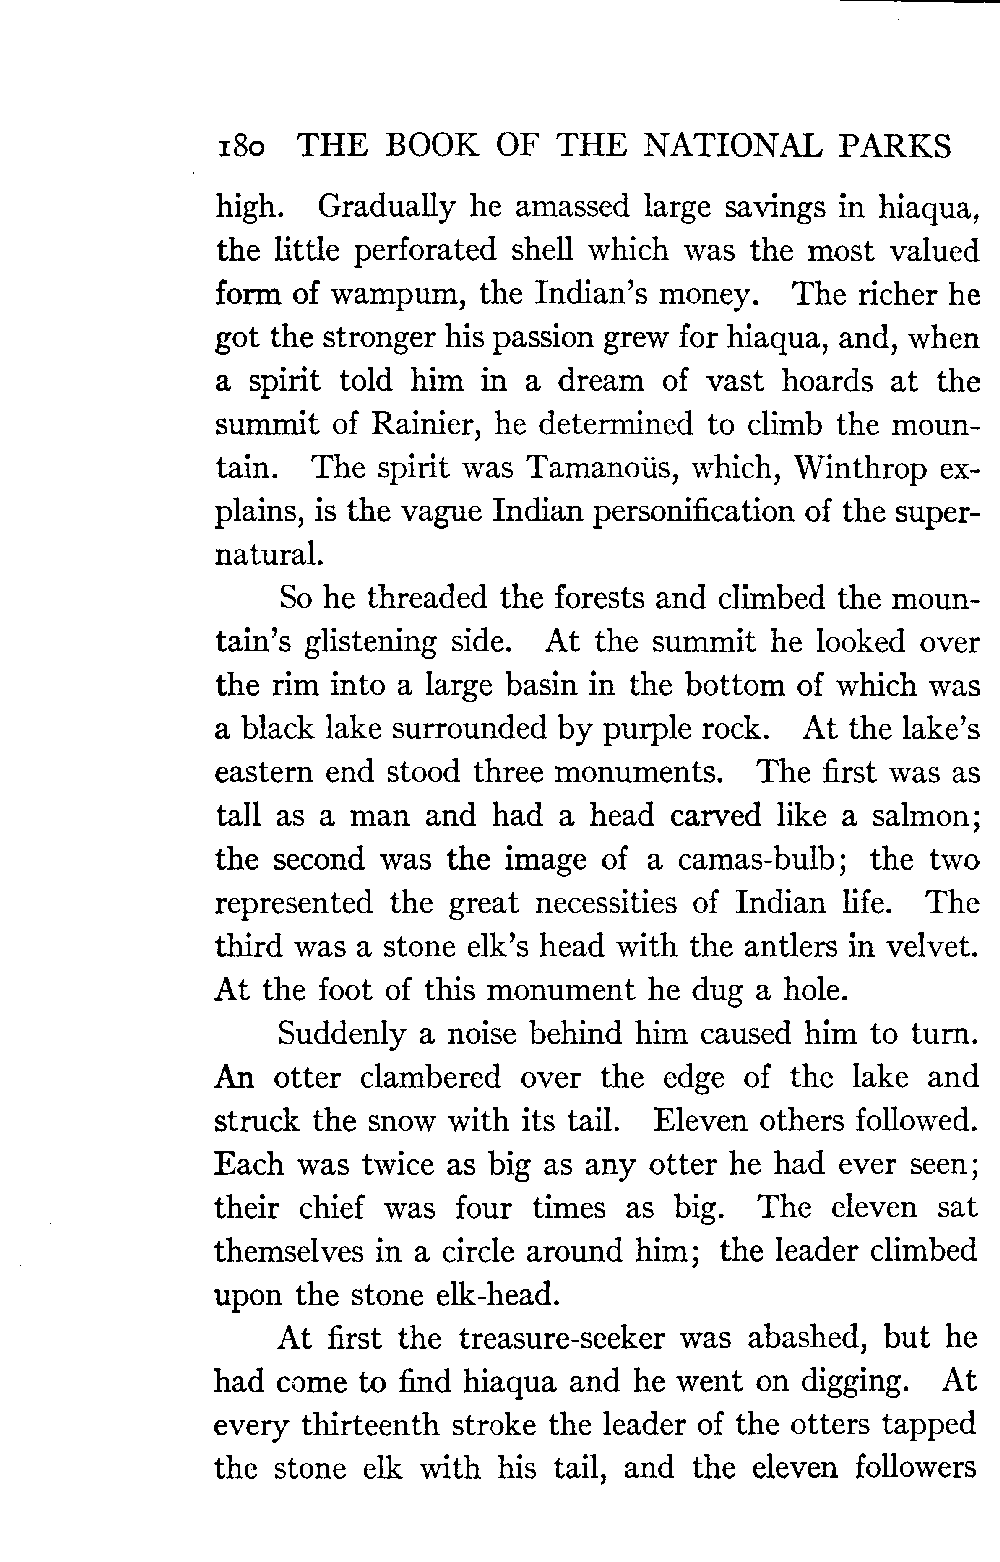 180 THE BOOK OF THE NATIONAL PARKS
high. Gradually he amassed large savings in hiaqua,
the little perforated shell which was the most valued
form of wampum, the Indian's money. The richer he
got the stronger his passion grew for hiaqua, and, when
a spirit told him in a dream of vast hoards at the
summit of Rainier, he determined to climb the moun-
tain. The spirit was Tamanoüs, which, Winthrop ex-
plains, is the vague Indian personification of the super-
natural.
So he threaded the forests and climbed the moun-
tain's glistening side. At the summit he looked over
the rim into a large basin in the bottom of which was
a black lake surrounded by purple rock. At the lake's
eastern end stood three monuments. The first was as
tall as a man and had a head carved like a salmon;
the second was the image of a camas-bulb; the two
represented the great necessities of Indian life. The
third was a stone elk's head with the antlers in velvet.
At the foot of this monument he dug a hole.
Suddenly a noise behind him caused him to turn.
An otter clambered over the edge of the lake and
struck the snow with its tail. Eleven others followed.
Each was twice as big as any otter he had ever seen;
their chief was four times as big. The eleven sat
themselves in a circle around him; the leader climbed
upon the stone elk-head.
At first the treasure-seeker was abashed, but he
had come to find hiaqua and he went on digging. At
every thirteenth stroke the leader of the otters tapped
the stone elk with his tail, and the eleven followers